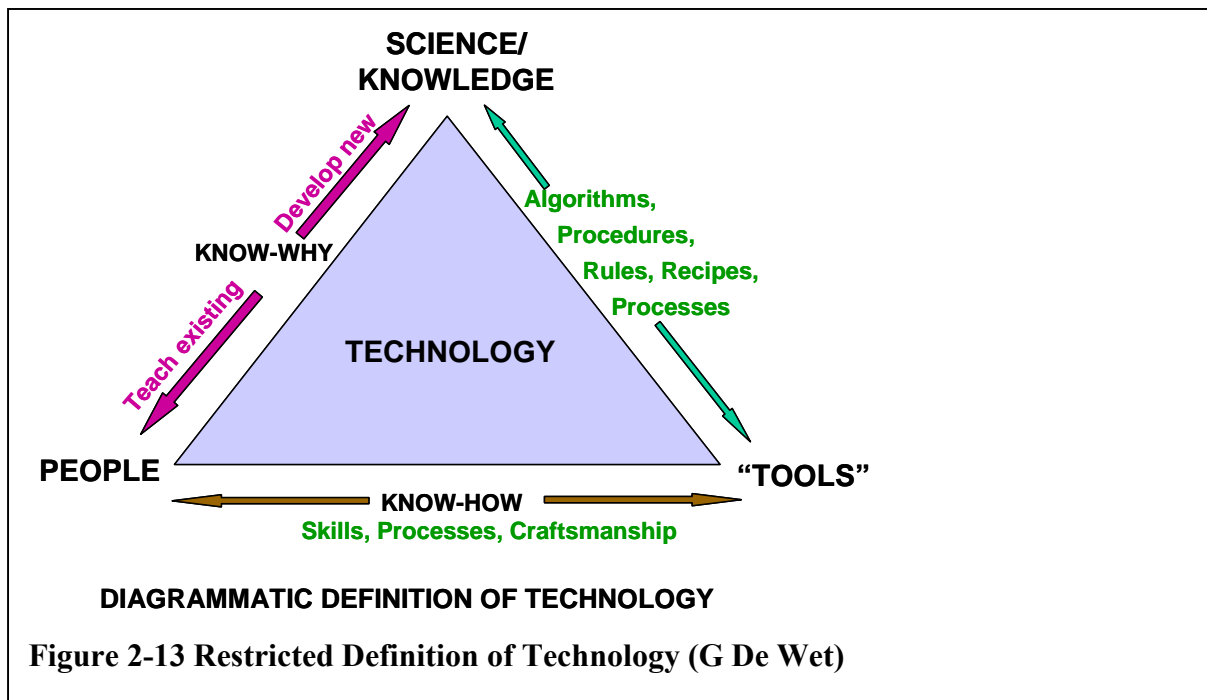 SCIENCE/
KNOWLEDGE
Develop new
Algorithms,
Procedures,
KNOW-WHY
Rules, Recipes,
Processes
Teach existing
TECHNOLOGY
PEOPLE
“TOOLS”
KNOW-HOW
Skills, Processes, Craftsmanship
DIAGRAMMATIC DEFINITION OF TECHNOLOGY
Figure 2-13 Restricted Definition of Technology (G De Wet)